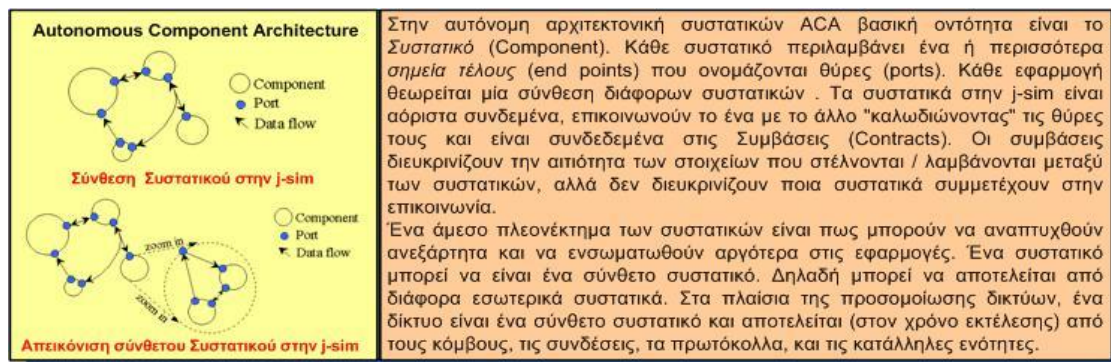 Autonomous Component Architecture
Component
Port
Data flow
Σύνθεση Συστατικού στην j-sim
Component
Port
Data flow
zoom in
zoom in
Απεικόνιση σύνθετου Συστατικού στην j-sim
Στην αυτόνομη αρχιτεκτονική συστατικών ACA βασική οντότητα είναι το
Συστατικό (Component). Κάθε συστατικό περιλαμβάνει ένα ή περισσότερα
σημεία τέλους (end points) που ονομάζονται θύρες (ports). Κάθε εφαρμογή
θεωρείται μία σύνθεση διάφορων συστατικών . Τα συστατικά στην j-sim είναι
αόριστα συνδεμένα, επικοινωνούν το ένα με το άλλο "καλωδιώνοντας" τις θύρες
τους και είναι συνδεδεμένα στις Συμβάσεις (Contracts). Οι συμβάσεις
διευκρινίζουν την αιτιότητα των στοιχείων που στέλνονται / λαμβάνονται μεταξύ
των συστατικών, αλλά δεν διευκρινίζουν ποια συστατικά συμμετέχουν στην
επικοινωνία.
Ένα άμεσο πλεονέκτημα των συστατικών είναι πως μπορούν να αναπτυχθούν
ανεξάρτητα και να ενσωματωθούν αργότερα στις εφαρμογές. Ένα συστατικό
μπορεί να είναι ένα σύνθετο συστατικό. Δηλαδή μπορεί να αποτελείται από
διάφορα εσωτερικά συστατικά. Στα πλαίσια της προσομοίωσης δικτύων, ένα
δίκτυο είναι ένα σύνθετο συστατικό και αποτελείται (στον χρόνο εκτέλεσης) από
τους κόμβους, τις συνδέσεις, τα πρωτόκολλα, και τις κατάλληλες ενότητες.